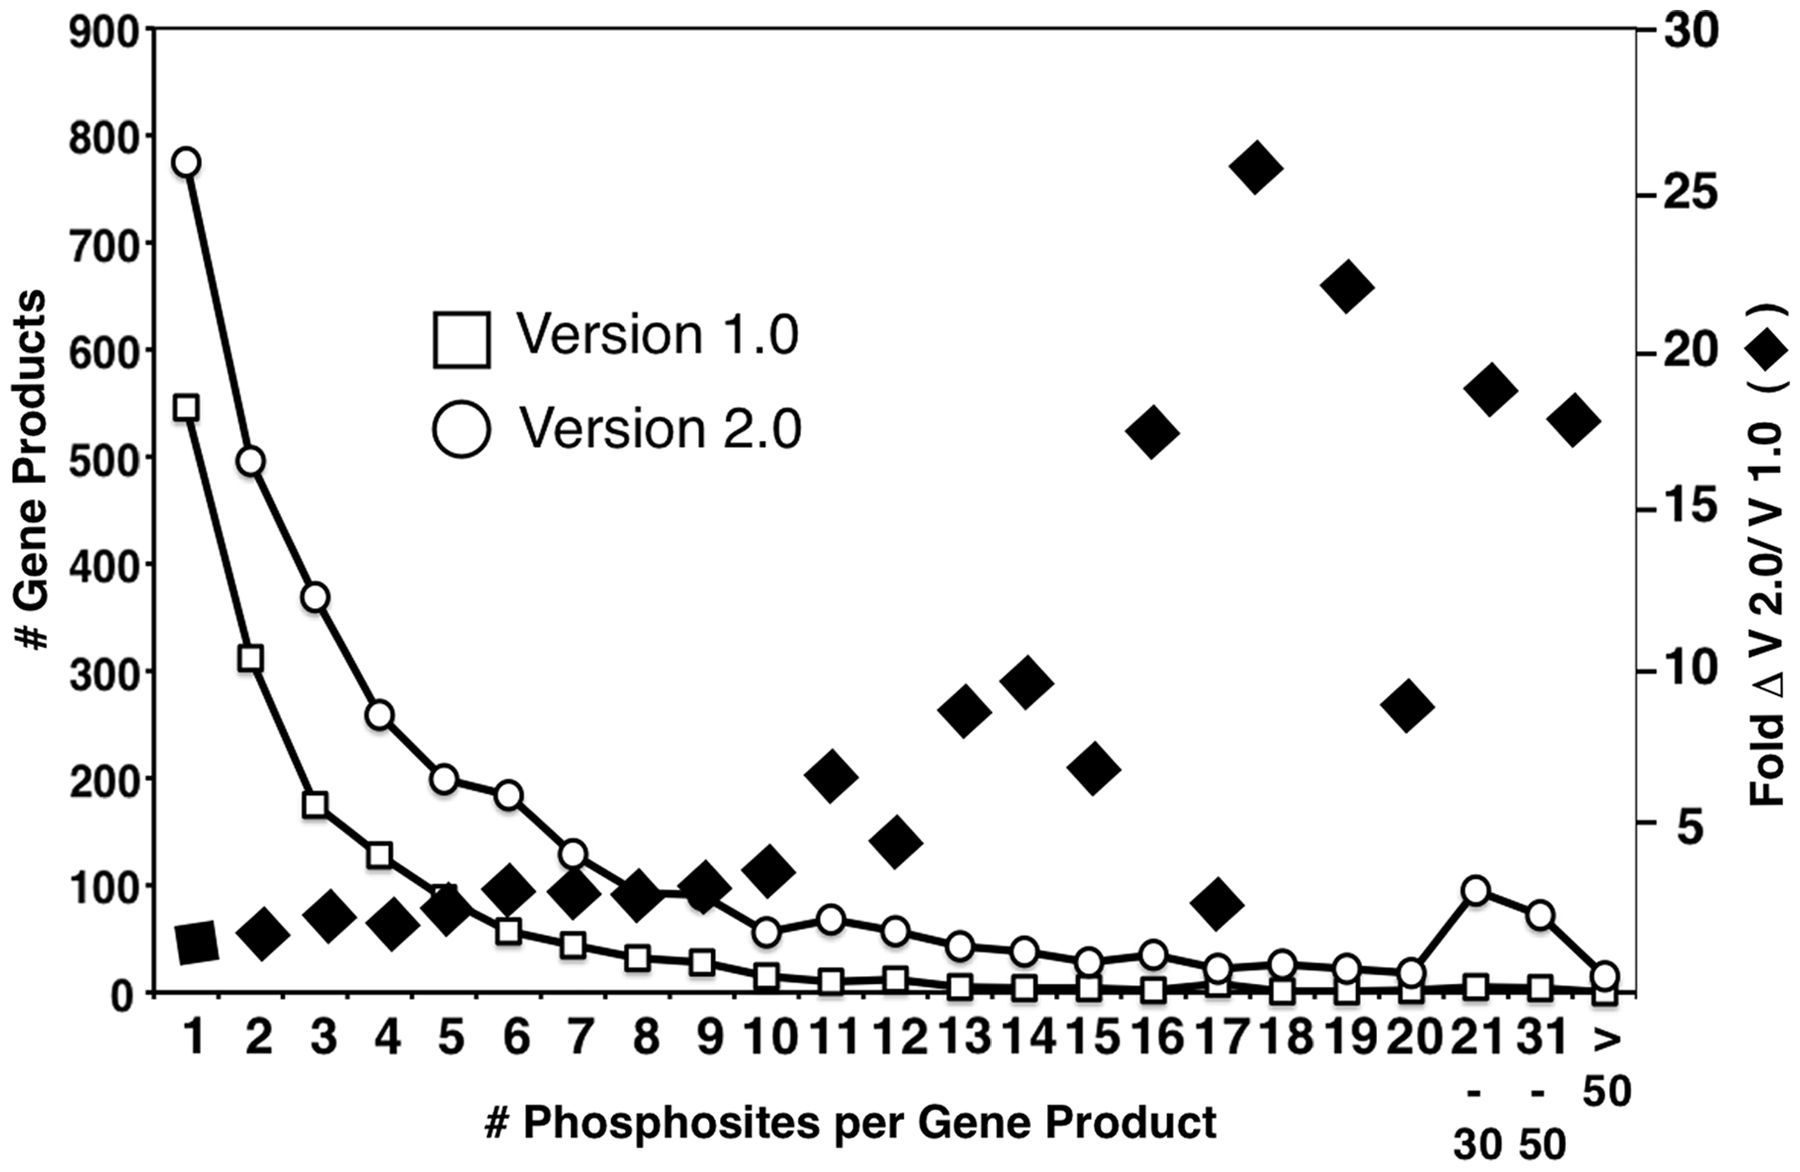 900
800
700
600
500
400
300
200
100
0
# Gene Products
Version 1.0
Version 2.0
30
25
20
15
10
5
Fold Δ V 2.0/ V 1.0 (◆)
1 2 3 4 5 6 7 8 9 10 11 12 13 14 15 16 17 18 19 20 21 31 >
- - 50
30 50
# Phosphosites per Gene Product